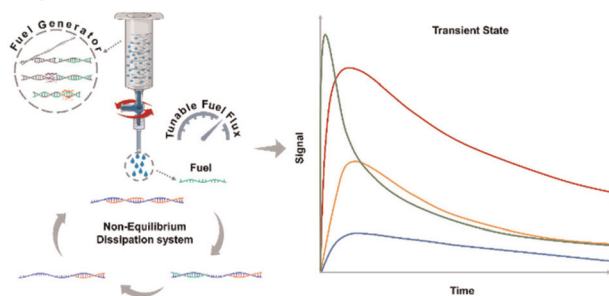 Fuel Generator
Tunable Fuel Flux
Fuel
Non-Equilibrium
Dissipation system
Transient State
Signal
Time